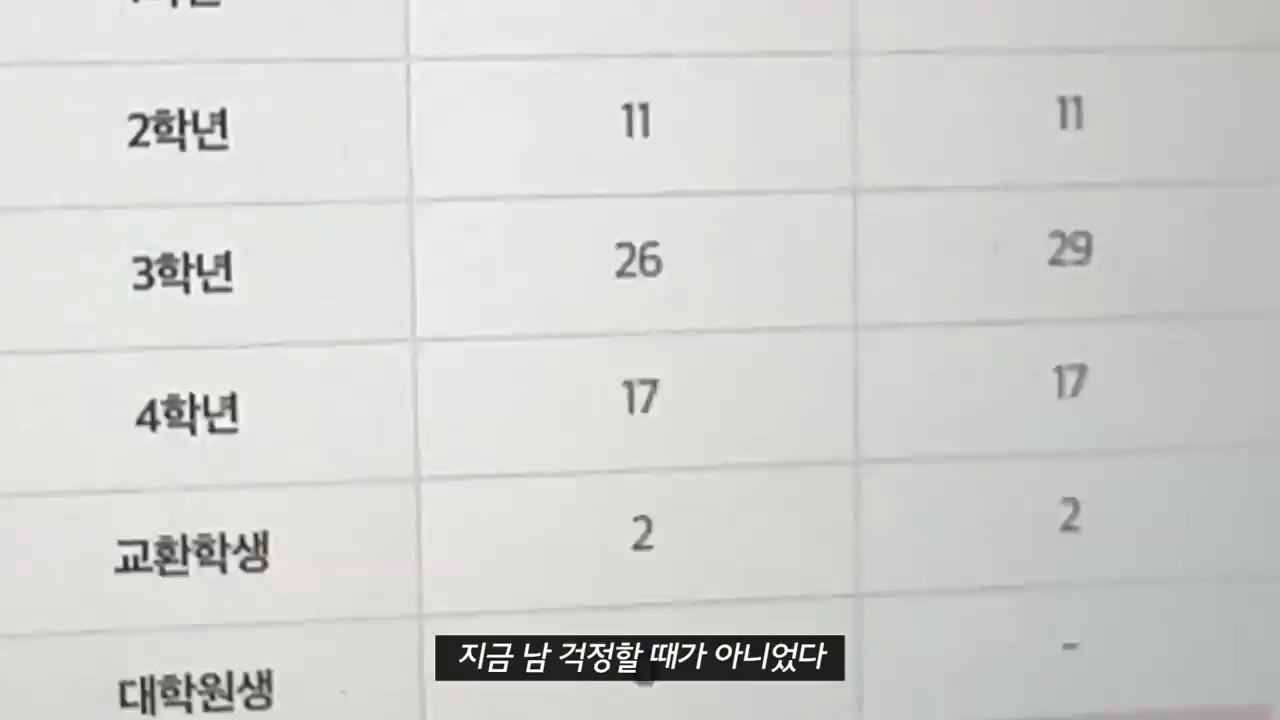 2학년 11 11
3학년 26 29
4학년 17 17
교환학생 2 2
대학원생 -
지금 남 걱정할 때가 아니었다